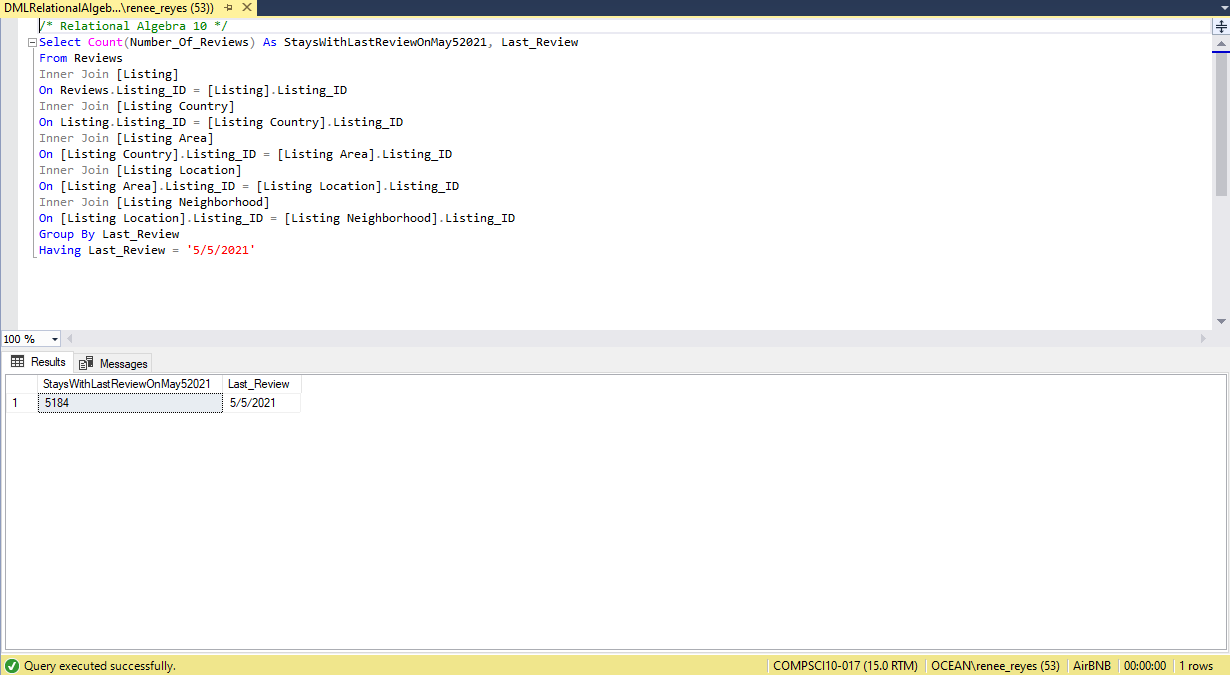 DMLRelationalAlgeb...\renee_reyes (53))
/* Relational Algebra 10 */
Select Count(Number_Of_Reviews) As StaysWithLastReviewOnMay52021, Last_Review
From Reviews
Inner Join [Listing]
On Reviews.Listing_ID = [Listing].Listing_ID
Inner Join [Listing Country]
On Listing.Listing_ID = [Listing Country].Listing_ID
Inner Join [Listing Area]
On [Listing Country].Listing_ID = [Listing Area].Listing_ID
Inner Join [Listing Location]
On [Listing Area].Listing_ID = [Listing Location].Listing_ID
Inner Join [Listing Neighborhood]
On [Listing Location].Listing_ID = [Listing Neighborhood].Listing_ID
Group By Last_Review
Having Last_Review = '5/5/2021'
100 %
Results Messages
StaysWithLastReviewOnMay52021 Last_Review
1 5184 5/5/2021
Query executed successfully. COMPSCI10-017 (15.0 RTM) OCEAN\renee_reyes (53) AirBNB 00:00:00 1 rows